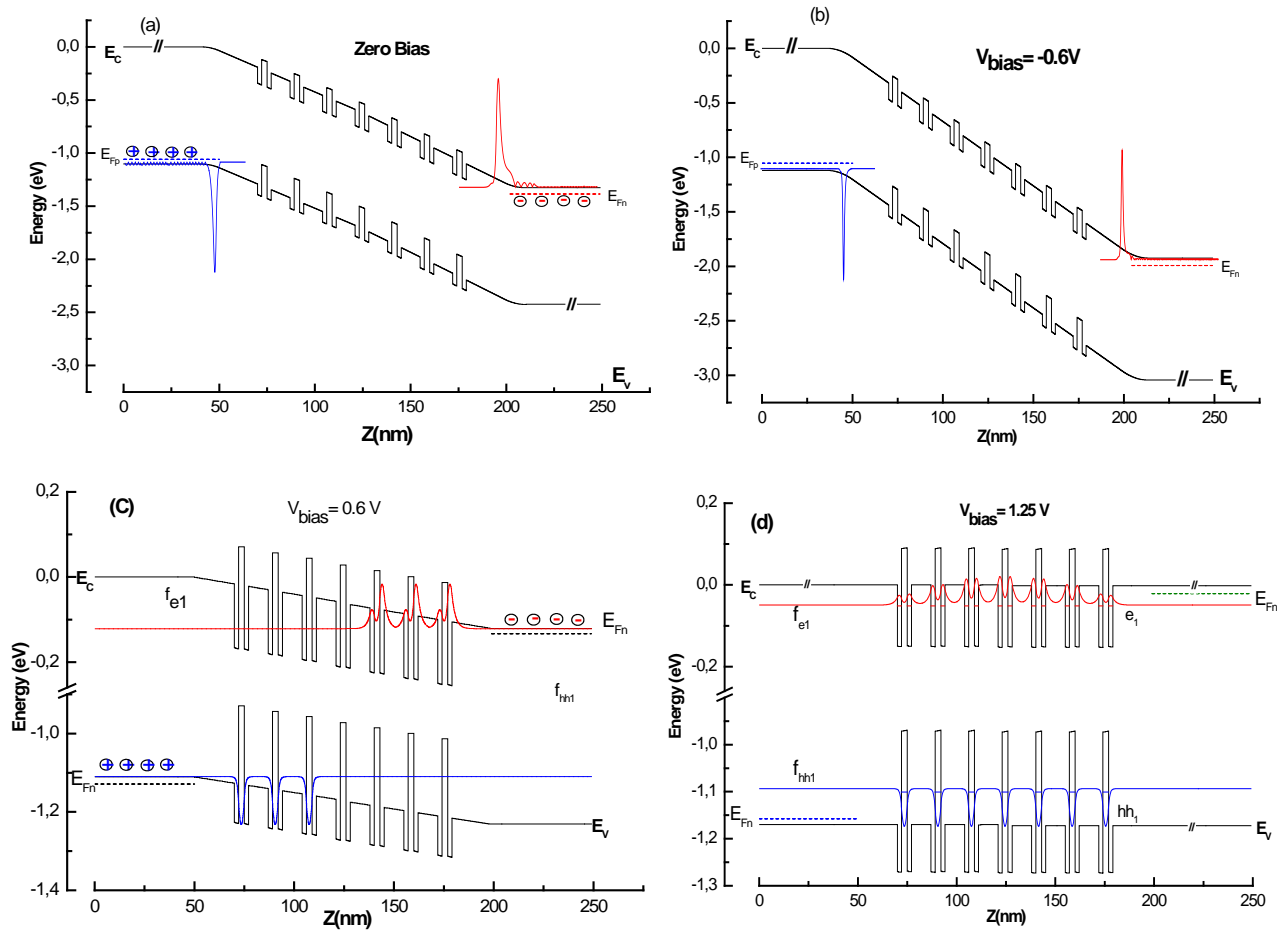 (a)
Zero Bias
E_c
0,0
-0,5
-1,0
-1,5
-2,0
-2,5
-3,0
Energy (eV)
E_Fp
E_Fn
E_v
0 50 100 150 200 250
Z(nm)
(b)
V_bias= -0.6V
E_c
0,0
-0,5
-1,0
-1,5
-2,0
-2,5
-3,0
Energy (eV)
E_Fp
E_Fn
E_v
0 50 100 150 200 250
Z(nm)
(C)
V_bias= 0.6 V
0,2
0,0
-0,2
-1,0
-1,2
-1,4
Energy (eV)
E_c
f_e1
E_Fn
f_hh1
E_Fn
E_v
0 50 100 150 200 250
Z(nm)
(d)
V_bias= 1.25 V
0,2
0,0
-0,2
-1,0
-1,1
-1,2
-1,3
Energy (eV)
E_c
f_e1
e_1
E_Fn
f_hh1
hh_1
E_Fn
E_v
0 50 100 150 200 250
Z(nm)